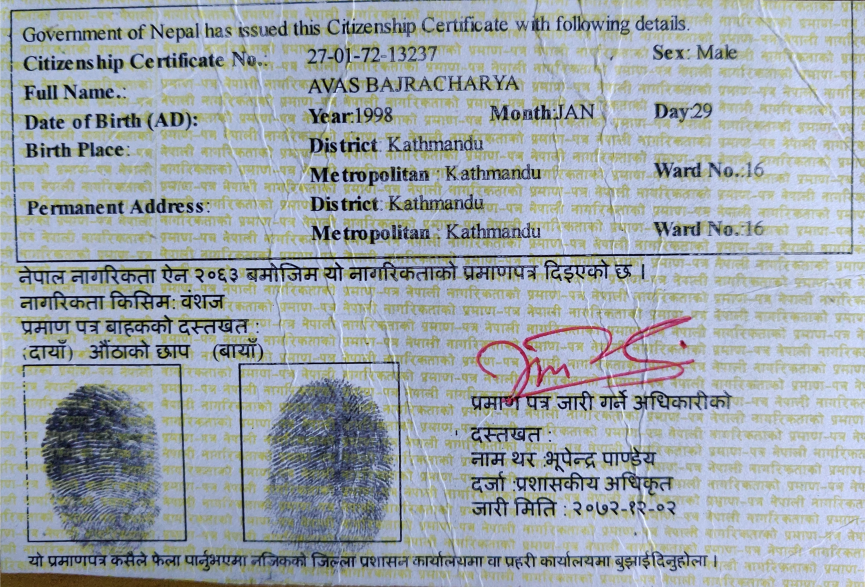 Government of Nepal has issued this Citizenship Certificate with following details.
Citizenship Certificate No.: 27-01-72-13237 Sex: Male
Full Name.: AVAS BAJRACHARYA
Date of Birth (AD): Year:1998 Month:JAN Day:29
Birth Place: District: Kathmandu
Metropolitan : Kathmandu Ward No.:16
Permanent Address: District: Kathmandu
Metropolitan : Kathmandu Ward No.:16
नेपाल नागरिकता ऐन २०६३ बमोजिम यो नागरिकताको प्रमाणपत्र दिइएको छ ।
नागरिकता किसिम: वंशज
प्रमाण पत्र बाहकको दस्तखत :
(दायाँ) औंठाको छाप (बायाँ)
प्रमाण पत्र जारी गर्ने अधिकारीको
दस्तखत :
नाम थर :भूपेन्द्र पाण्डेय
दर्जा :प्रशासकीय अधिकृत
जारी मिति : २०७२-१२-०२
यो प्रमाणपत्र कसैले फेला पार्नुभएमा नजिकको जिल्ला प्रशासन कार्यालयमा वा प्रहरी कार्यालयमा बुझाईदिनुहोला ।